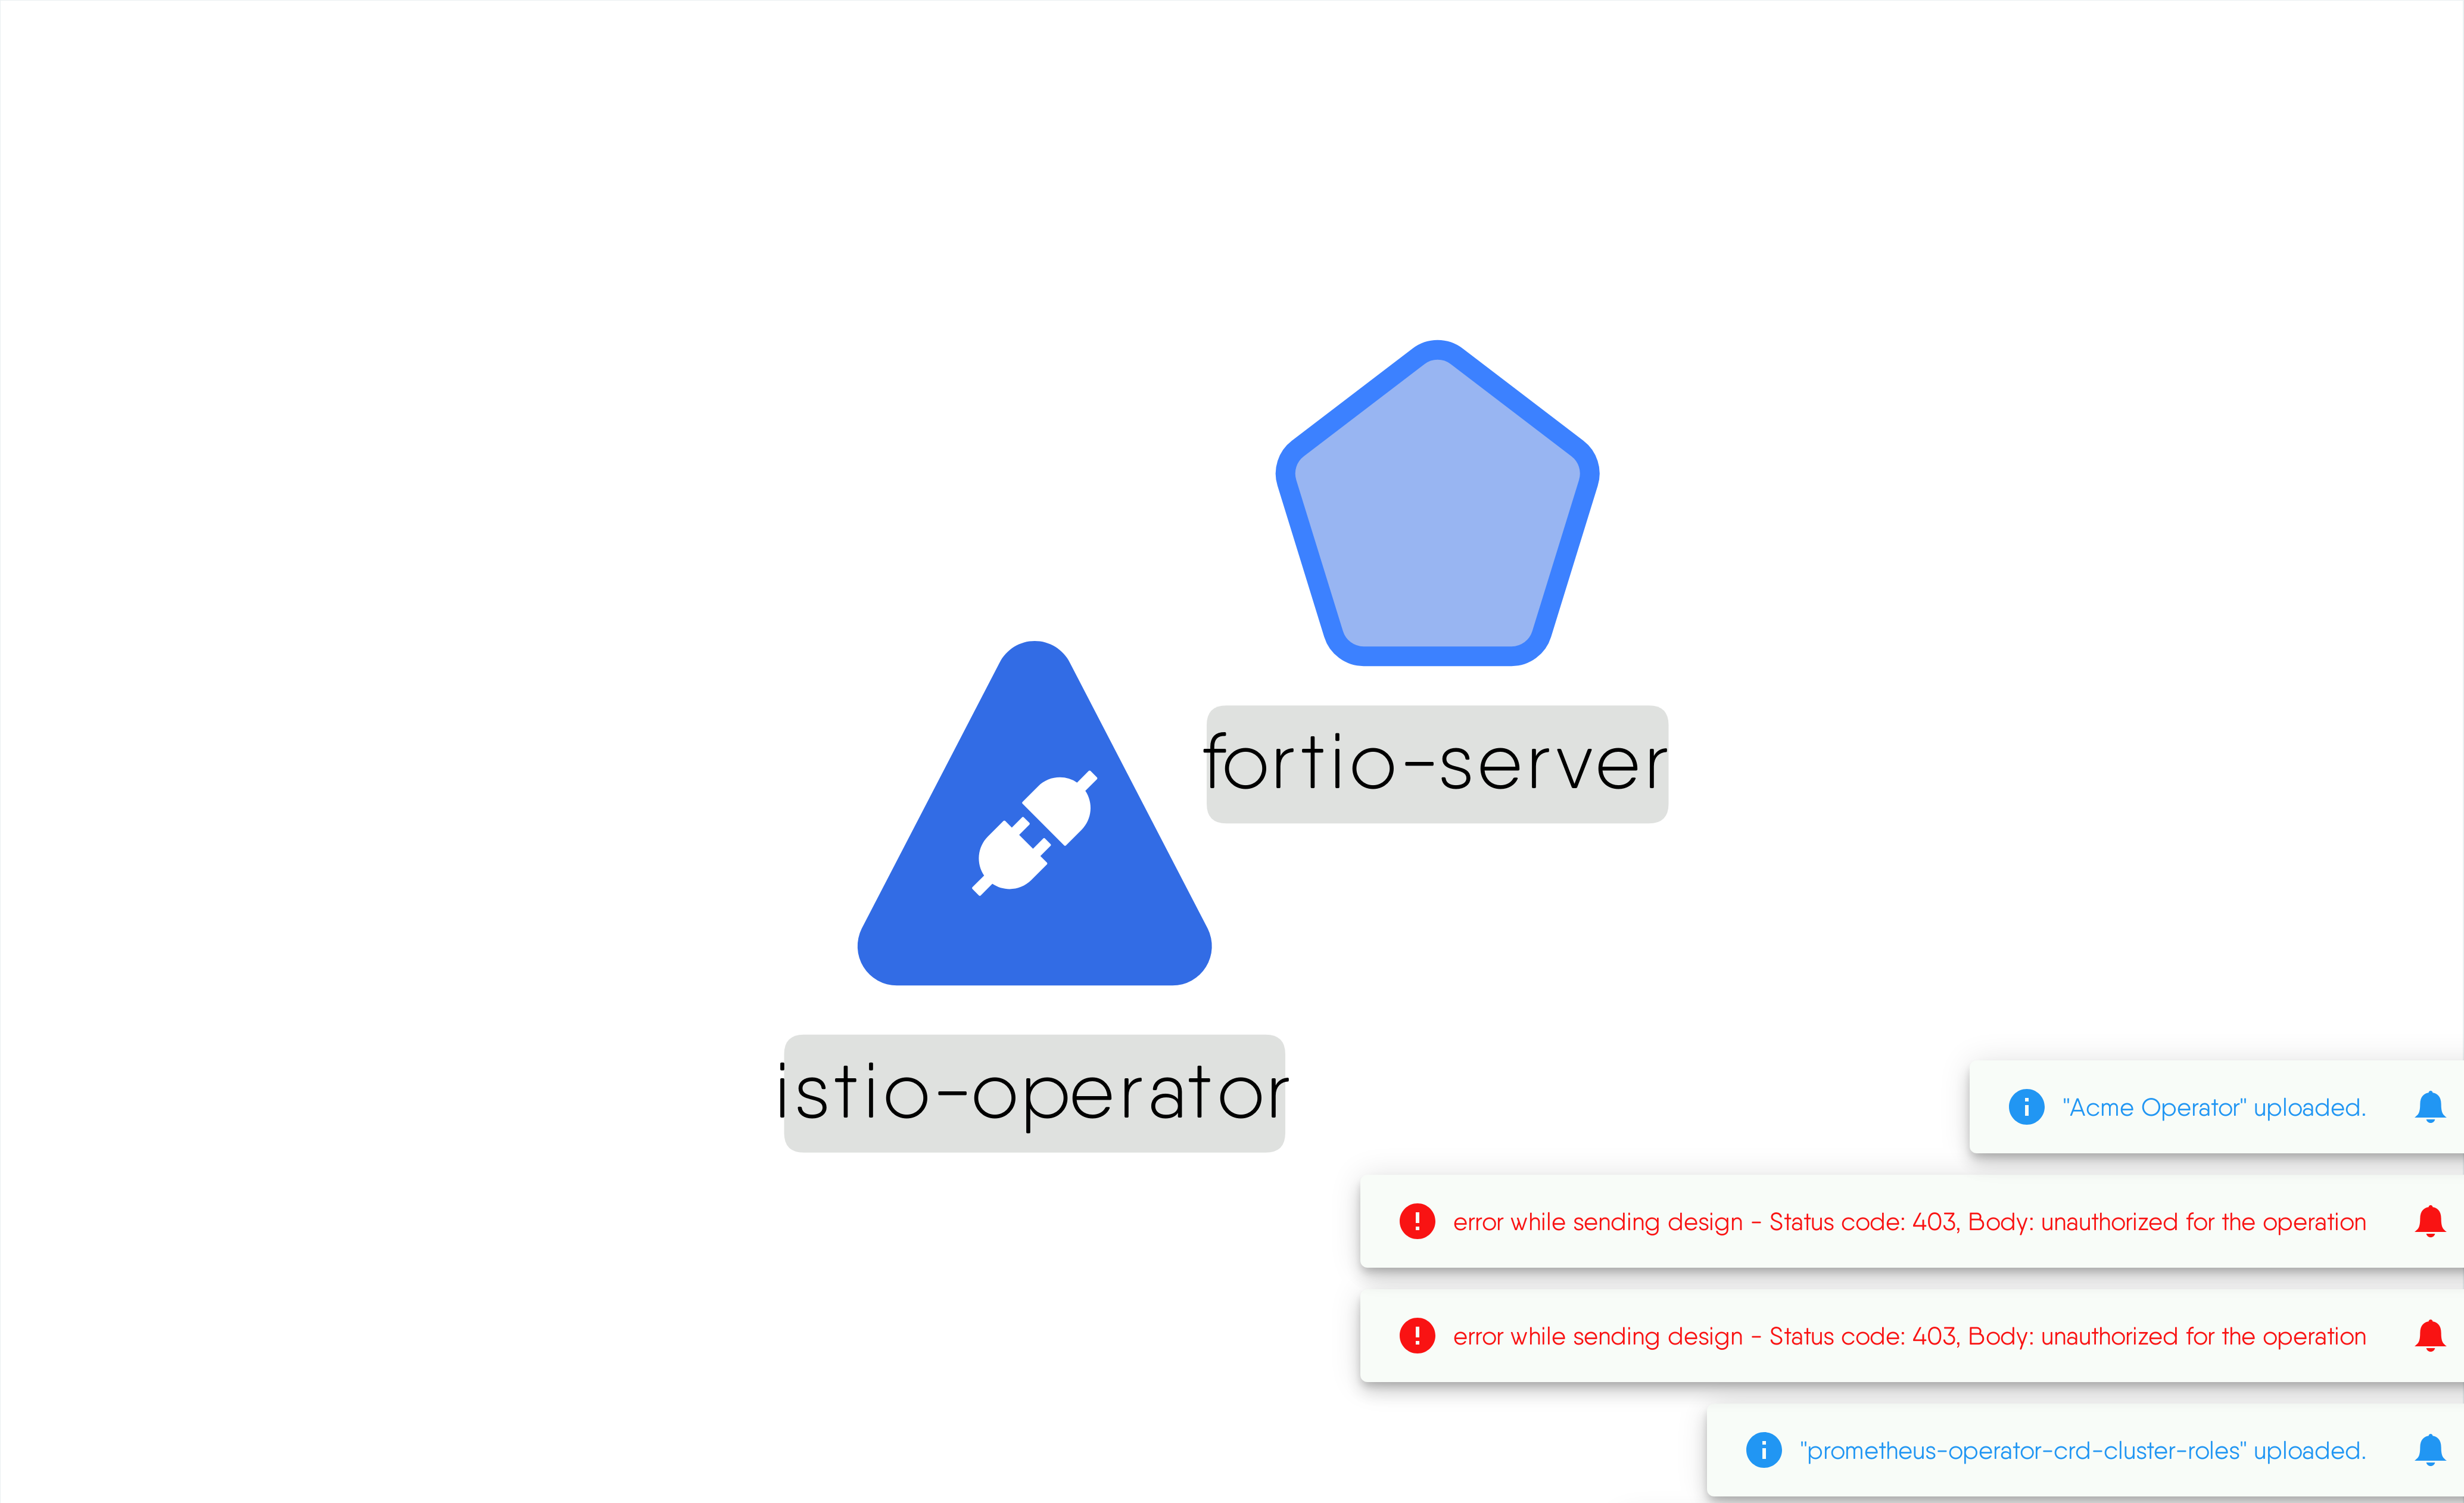 fortio-server
istio-operator
"Acme Operator" uploaded.
error while sending design - Status code: 403, Body: unauthorized for the operation
error while sending design - Status code: 403, Body: unauthorized for the operation
"prometheus-operator-crd-cluster-roles" uploaded.